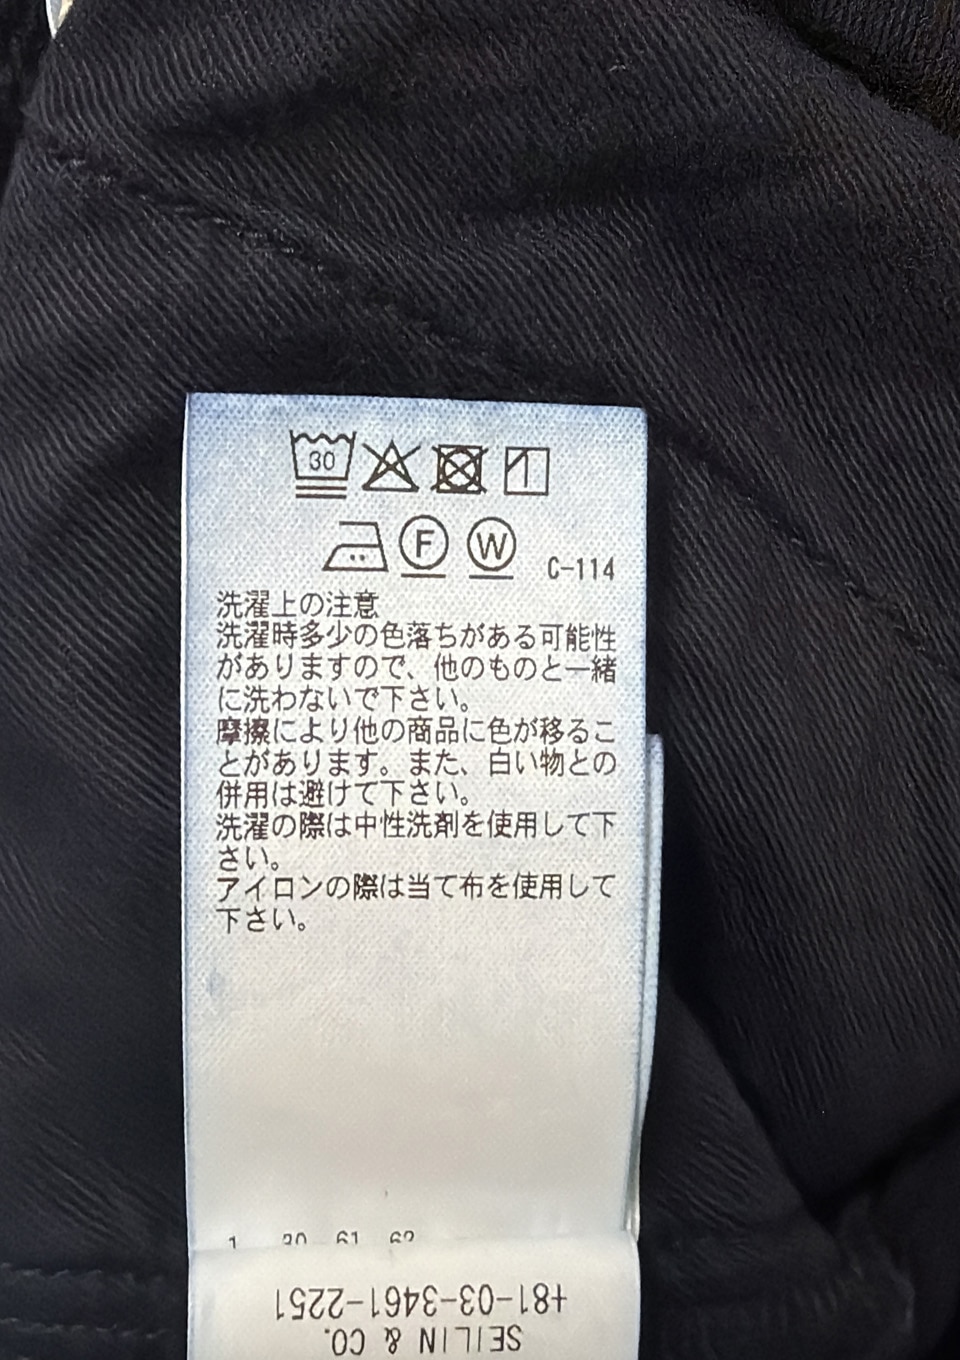 30
F W C-114
洗濯上の注意
洗濯時多少の色落ちがある可能性
がありますので、他のものと一緒
に洗わないで下さい。
摩擦により他の商品に色が移るこ
とがあります。また、白い物との
併用は避けて下さい。
洗濯の際は中性洗剤を使用して下
さい。
アイロンの際は当て布を使用して
下さい。
1 30 61 62
+81-03-3461-2251
SEILIN & CO.